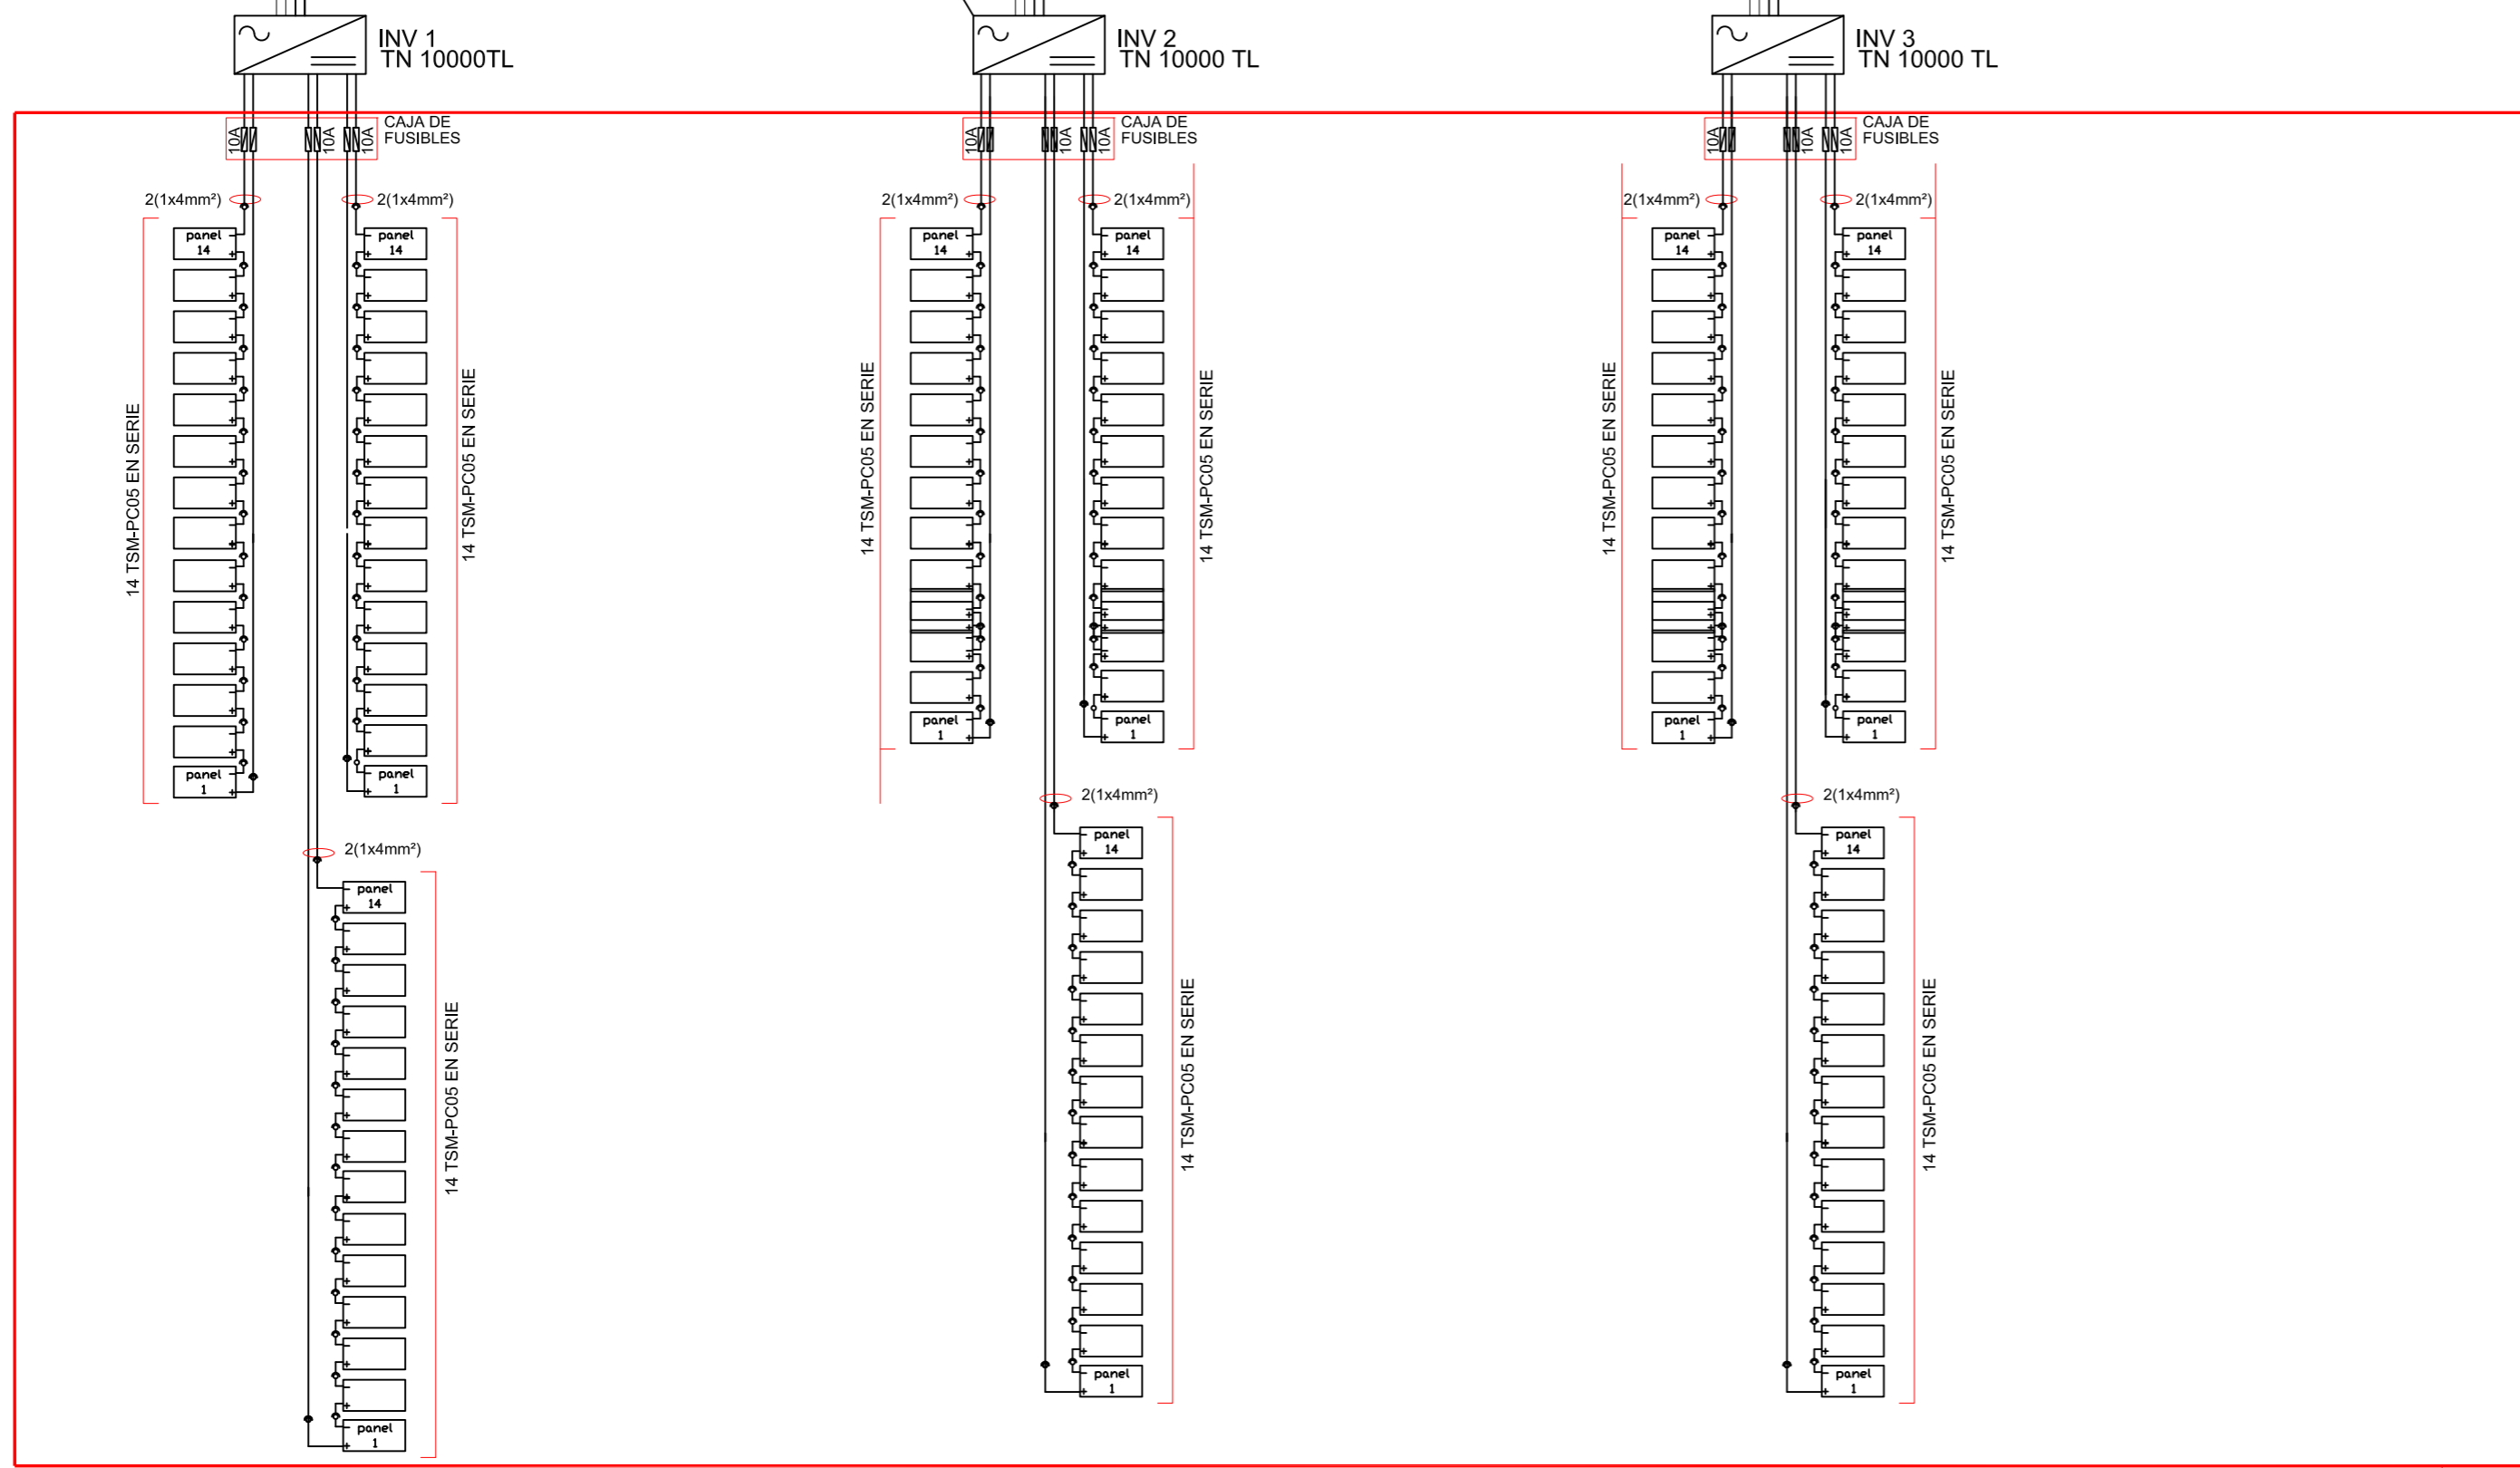 INV 1
TN 10000TL
INV 2
TN 10000 TL
INV 3
TN 10000 TL
10A
10A
10A
CAJA DE
FUSIBLES
10A
10A
10A
CAJA DE
FUSIBLES
10A
10A
10A
CAJA DE
FUSIBLES
2(1x4mm²)
2(1x4mm²)
2(1x4mm²)
2(1x4mm²)
2(1x4mm²)
2(1x4mm²)
panel
14
panel
14
panel
14
panel
14
panel
14
panel
14
14 TSM-PC05 EN SERIE
14 TSM-PC05 EN SERIE
14 TSM-PC05 EN SERIE
14 TSM-PC05 EN SERIE
14 TSM-PC05 EN SERIE
14 TSM-PC05 EN SERIE
panel
1
panel
1
panel
1
panel
1
panel
1
panel
1
2(1x4mm²)
2(1x4mm²)
2(1x4mm²)
panel
14
panel
14
panel
14
14 TSM-PC05 EN SERIE
14 TSM-PC05 EN SERIE
14 TSM-PC05 EN SERIE
panel
1
panel
1
panel
1